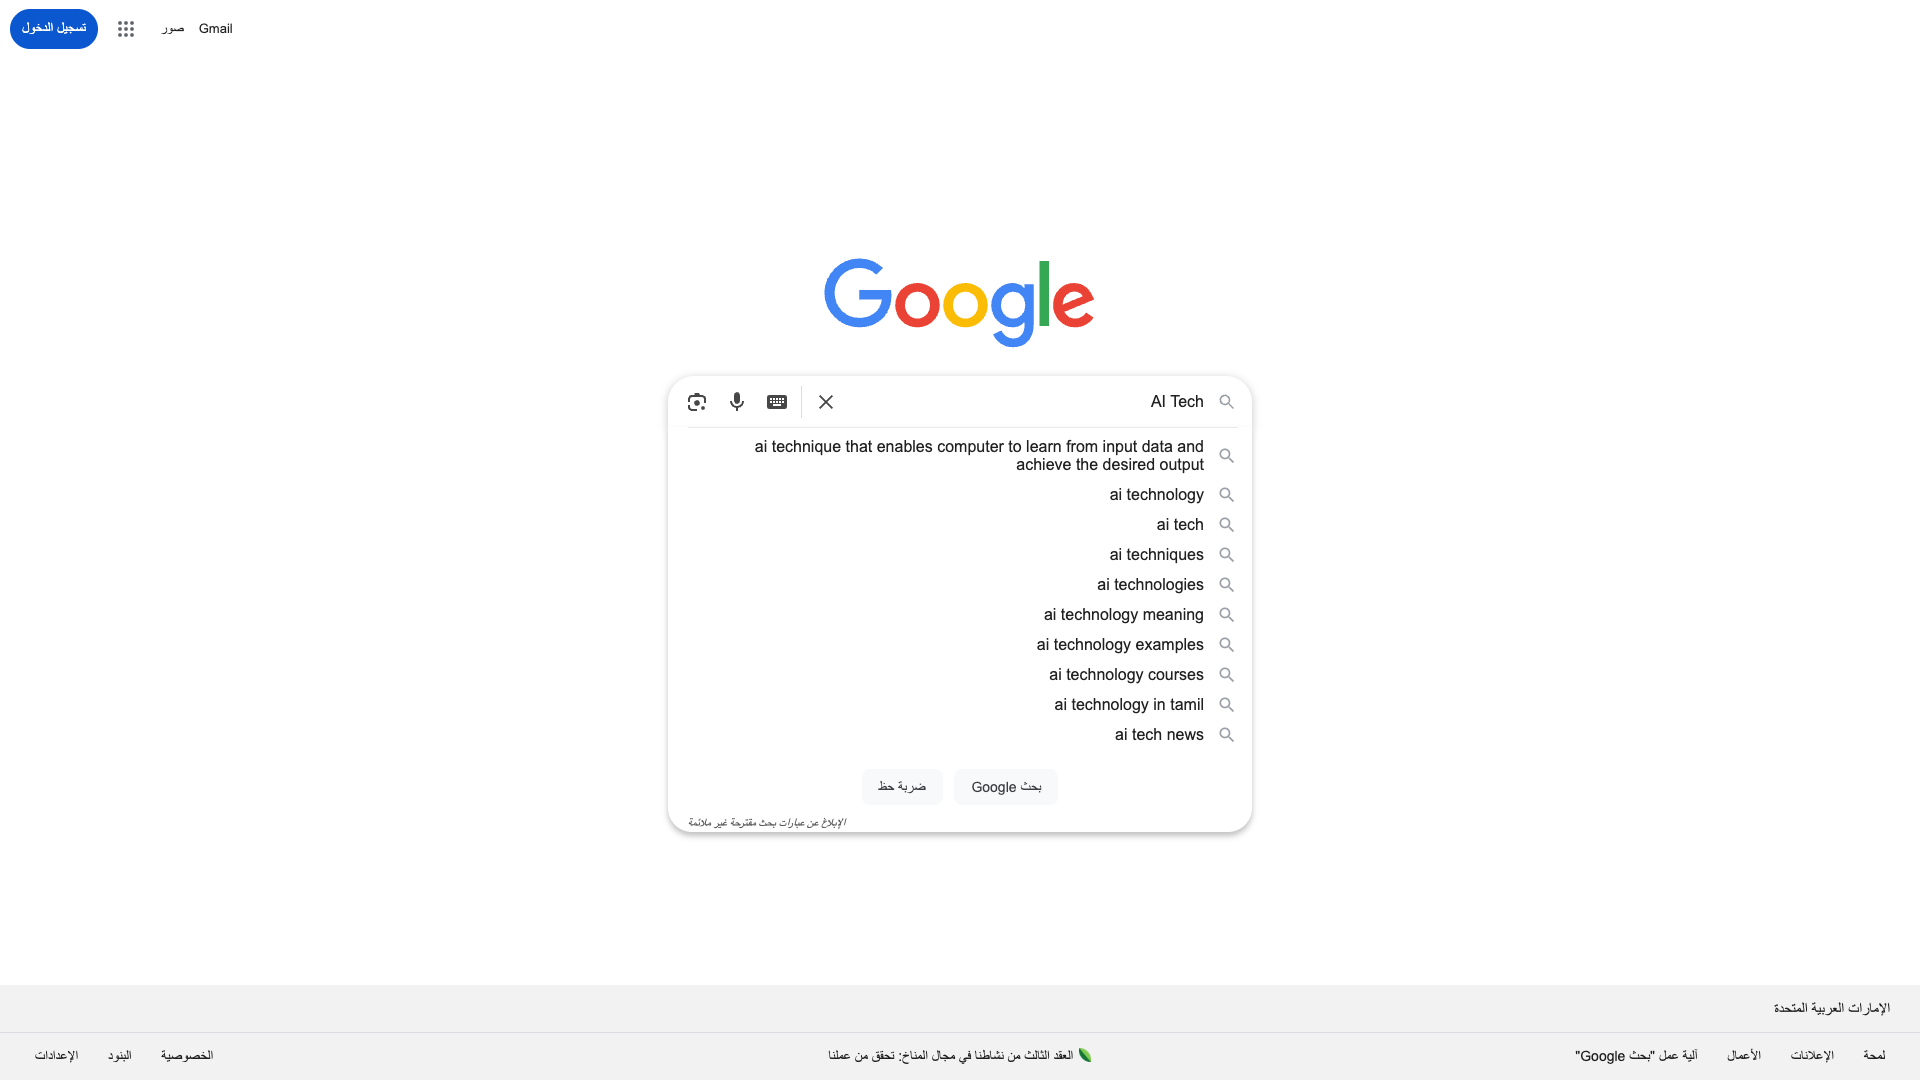 Gmail
صور
تسجيل الدخول
Google
AI Tech
ai technique that enables computer to learn from input data and
achieve the desired output
ai technology
ai tech
ai techniques
ai technologies
ai technology meaning
ai technology examples
ai technology courses
ai technology in tamil
ai tech news
بحث Google
ضربة حظ
الإبلاغ عن عبارات بحث مقترحة غير ملائمة
الإمارات العربية المتحدة
لمحة
الإعلانات
الأعمال
آلية عمل "بحث Google"
العقد الثالث من نشاطنا في مجال المناخ: تحقق من عملنا
الخصوصية
البنود
الإعدادات